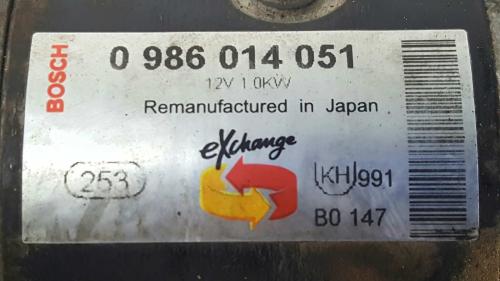 BOSCH
0 986 014 051
12V 1.0KW
Remanufactured in Japan
eXchange
253
KH 991
B0 147